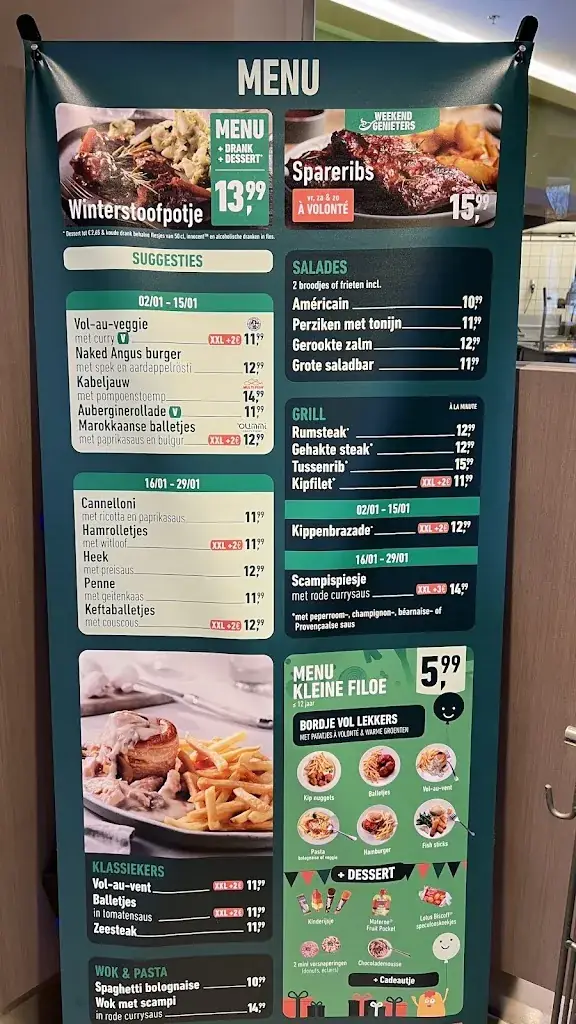 MENU
MENU
+ DRANK
+ DESSERT*
13,99
Winterstoofpotje
* Dessert tot €2,65 & koude drank behalve flesjes van 50cl, innocent™ en alcoholische dranken in fles.
WEEKEND
GENIETERS
Spareribs
vr, za & zo
À VOLONTÉ
15,99
SUGGESTIES
02/01 - 15/01
Vol-au-veggie
met curry V XXL +2€ 11,99
Naked Angus burger
met spek en aardappelrösti 12,99
Kabeljauw
met pompoenstoemp 14,99
Auberginerollade V 11,99
Marokkaanse balletjes
met paprikasaus en bulgur XXL +2€ 12,99
16/01 - 29/01
Cannelloni
met ricotta en paprikasaus 11,99
Hamrolletjes
met witloof XXL +2€ 11,99
Heek
met preisaus 12,99
Penne
met geitenkaas 11,99
Keftaballetjes
met couscous XXL +2€ 12,99
SALADES
2 broodjes of frieten incl.
Américain 10,99
Perziken met tonijn 11,99
Gerookte zalm 12,99
Grote saladbar 11,99
GRILL
À LA MINUTE
Rumsteak* 12,99
Gehakte steak* 12,99
Tussenrib* 15,99
Kipfilet* XXL +2€ 11,99
02/01 - 15/01
Kippenbrazade* XXL +2€ 12,99
16/01 - 29/01
Scampispiesje
met rode currysaus XXL +3€ 14,99
*met peperroom-, champignon-, béarnaise- of
Provençaalse saus
KLASSIEKERS
Vol-au-vent XXL +2€ 11,99
Balletjes
in tomatensaus XXL +2€ 11,99
Zeesteak 11,99
WOK & PASTA
Spaghetti bolognaise 10,99
Wok met scampi
in rode currysaus 14,99
MENU
KLEINE FILOE
≤ 12 jaar
5,99
BORDJE VOL LEKKERS
MET PATATJES À VOLONTÉ & WARME GROENTEN
Kip nuggets
Balletjes
Vol-au-vent
Pasta
bolognaise of veggie
Hamburger
Fish sticks
+ DESSERT
Kinderijsje
Materne®
Fruit Pocket
Lotus Biscoff®
speculooskoekjes
2 mini versnaperingen
(donuts, éclairs)
Chocolademousse
+ Cadeautje